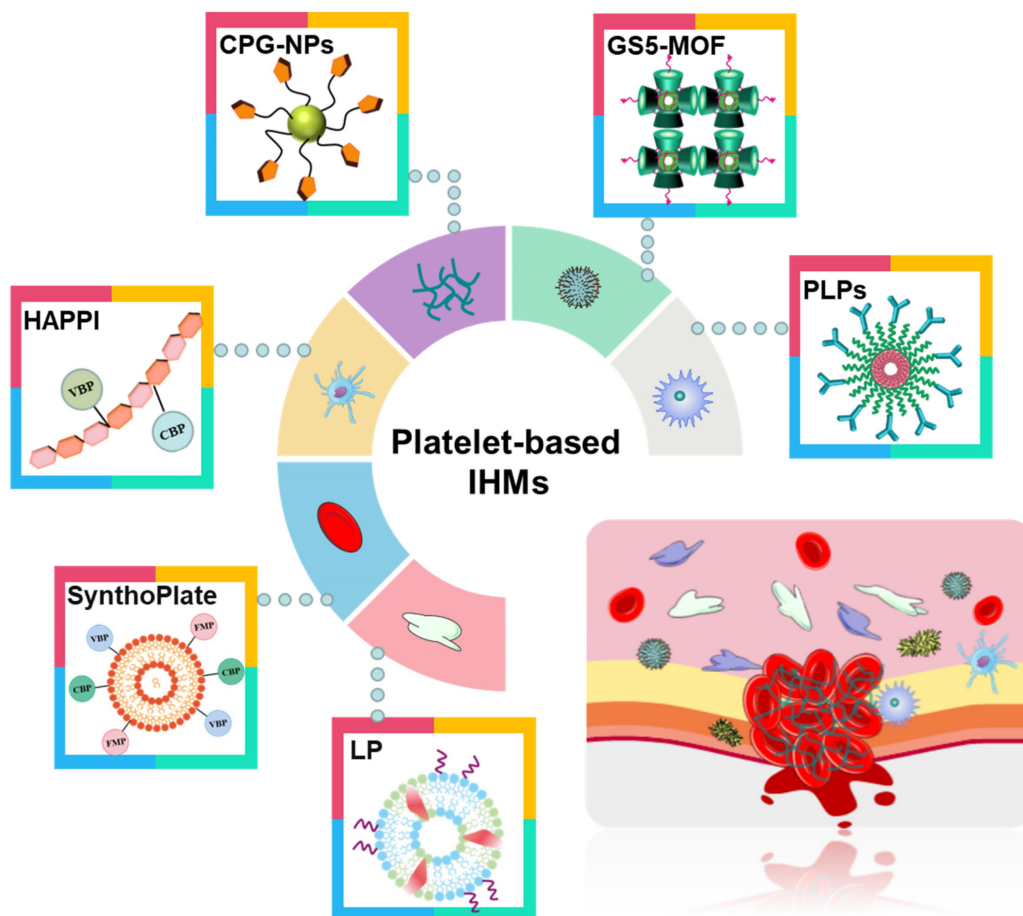 CPG-NPs
GS5-MOF
HAPPI
VBP
CBP
PLPs
Platelet-based
IHMs
SynthoPlate
VBP
FMP
CBP
CBP
VBP
FMP
LP